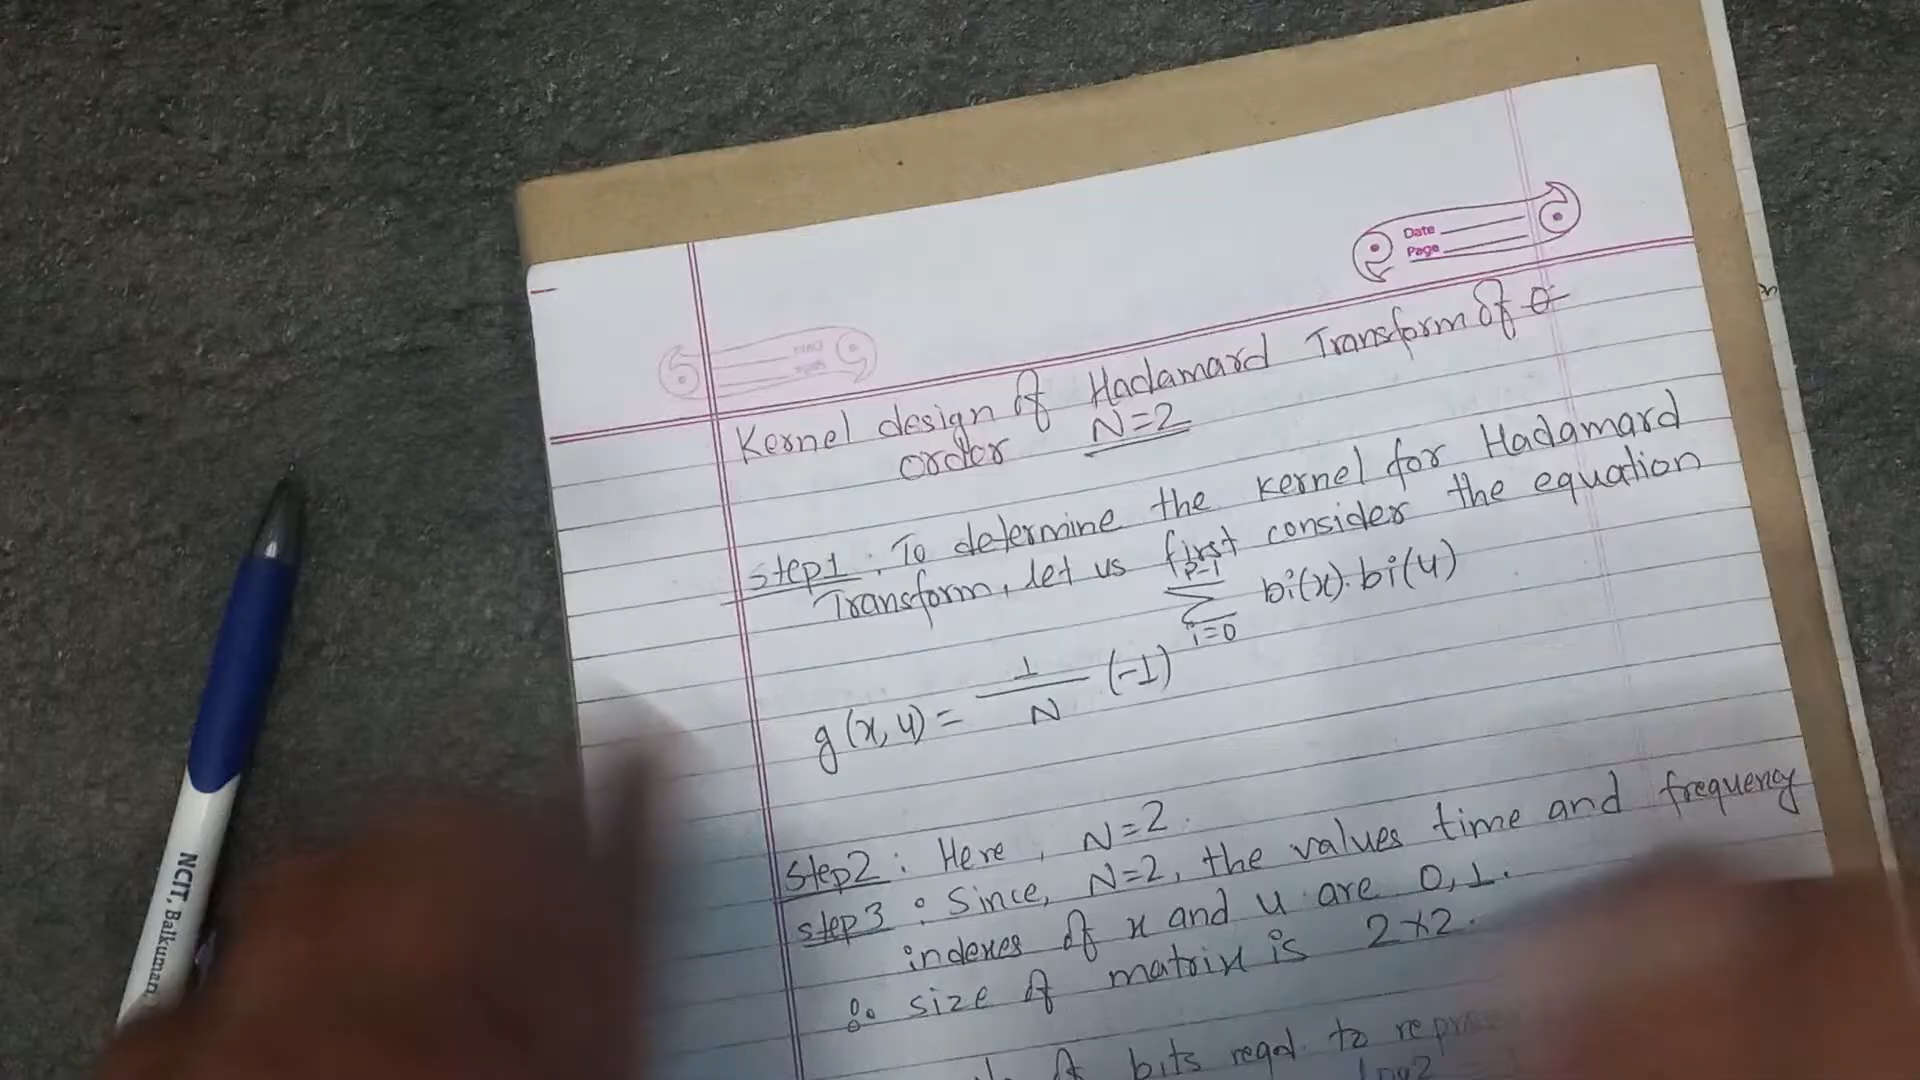 Date
Page
Kernel design of Hadamard Transform of
order N=2
Step1: To determine the kernel for Hadamard
Transform, let us first consider the equation
g(x,u) = 1/N (-1)^ p-1 Σ i=0 bi(x).bi(u)
Step2: Here, N=2.
Step3: Since, N=2, the values time and frequency
indexes of x and u are 0,1.
∴ size of matrix is 2×2.
of bits reqd. to
NCIT, Balkumari,